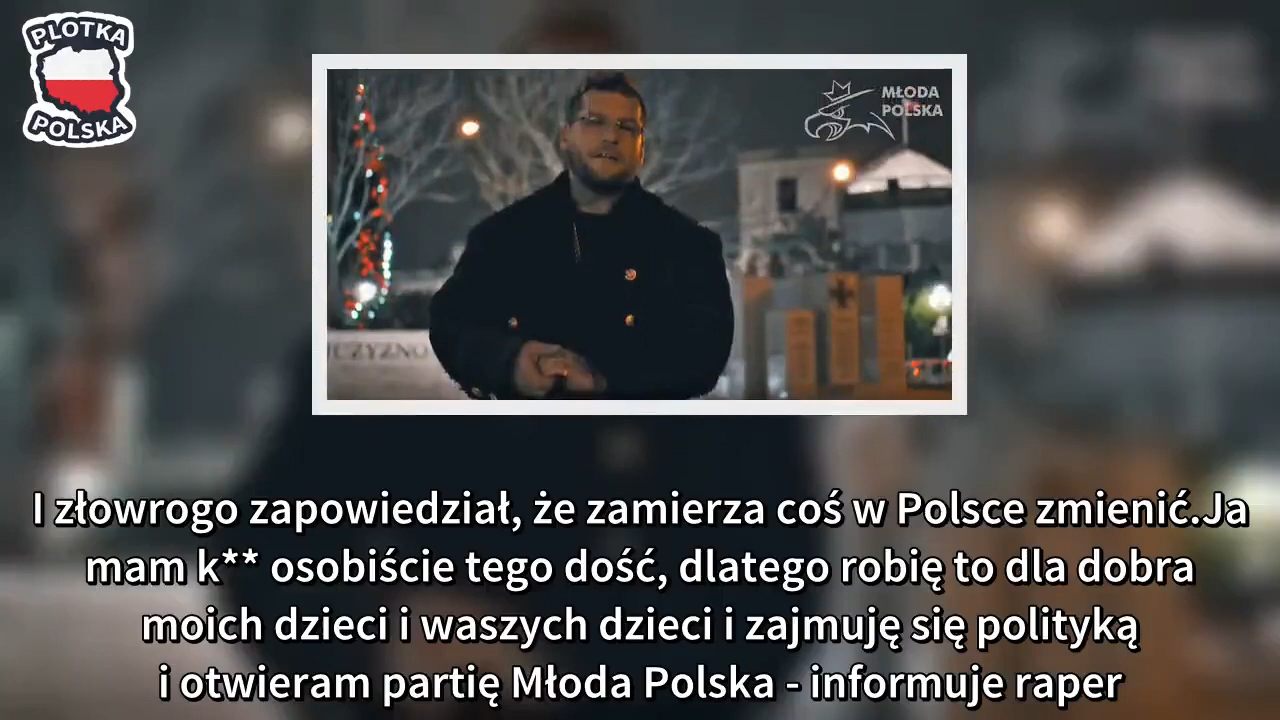 PLOTKA
POLSKA
MŁODA
POLSKA
CZYZNO
I złowrogo zapowiedział, że zamierza coś w Polsce zmienić.Ja
mam k** osobiście tego dość, dlatego robię to dla dobra
moich dzieci i waszych dzieci i zajmuję się polityką
i otwieram partię Młoda Polska - informuje raper